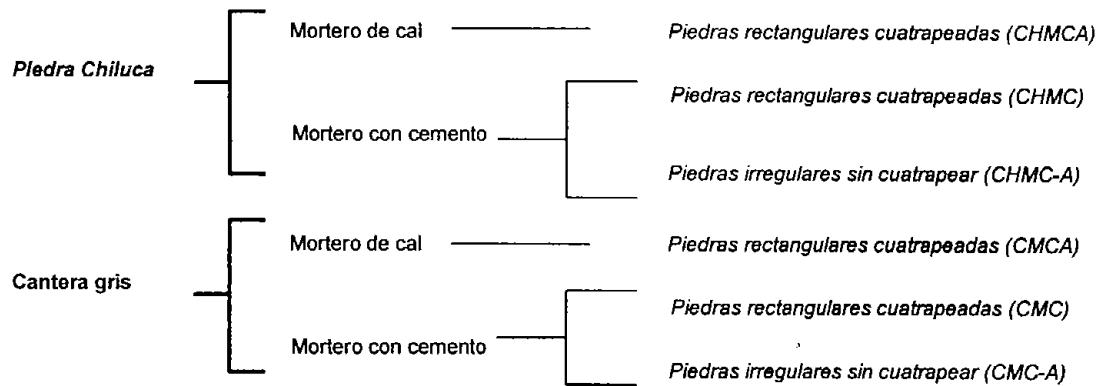 Mortero de cal
Piedras rectangulares cuatrapeadas (CHMCA)
Piedra Chiluca
Piedras rectangulares cuatrapeadas (CHMC)
Mortero con cemento
Piedras irregulares sin cuatrapear (CHMC-A)
Mortero de cal
Piedras rectangulares cuatrapeadas (CMCA)
Cantera gris
Piedras rectangulares cuatrapeadas (CMC)
Mortero con cemento
Piedras irregulares sin cuatrapear (CMC-A)